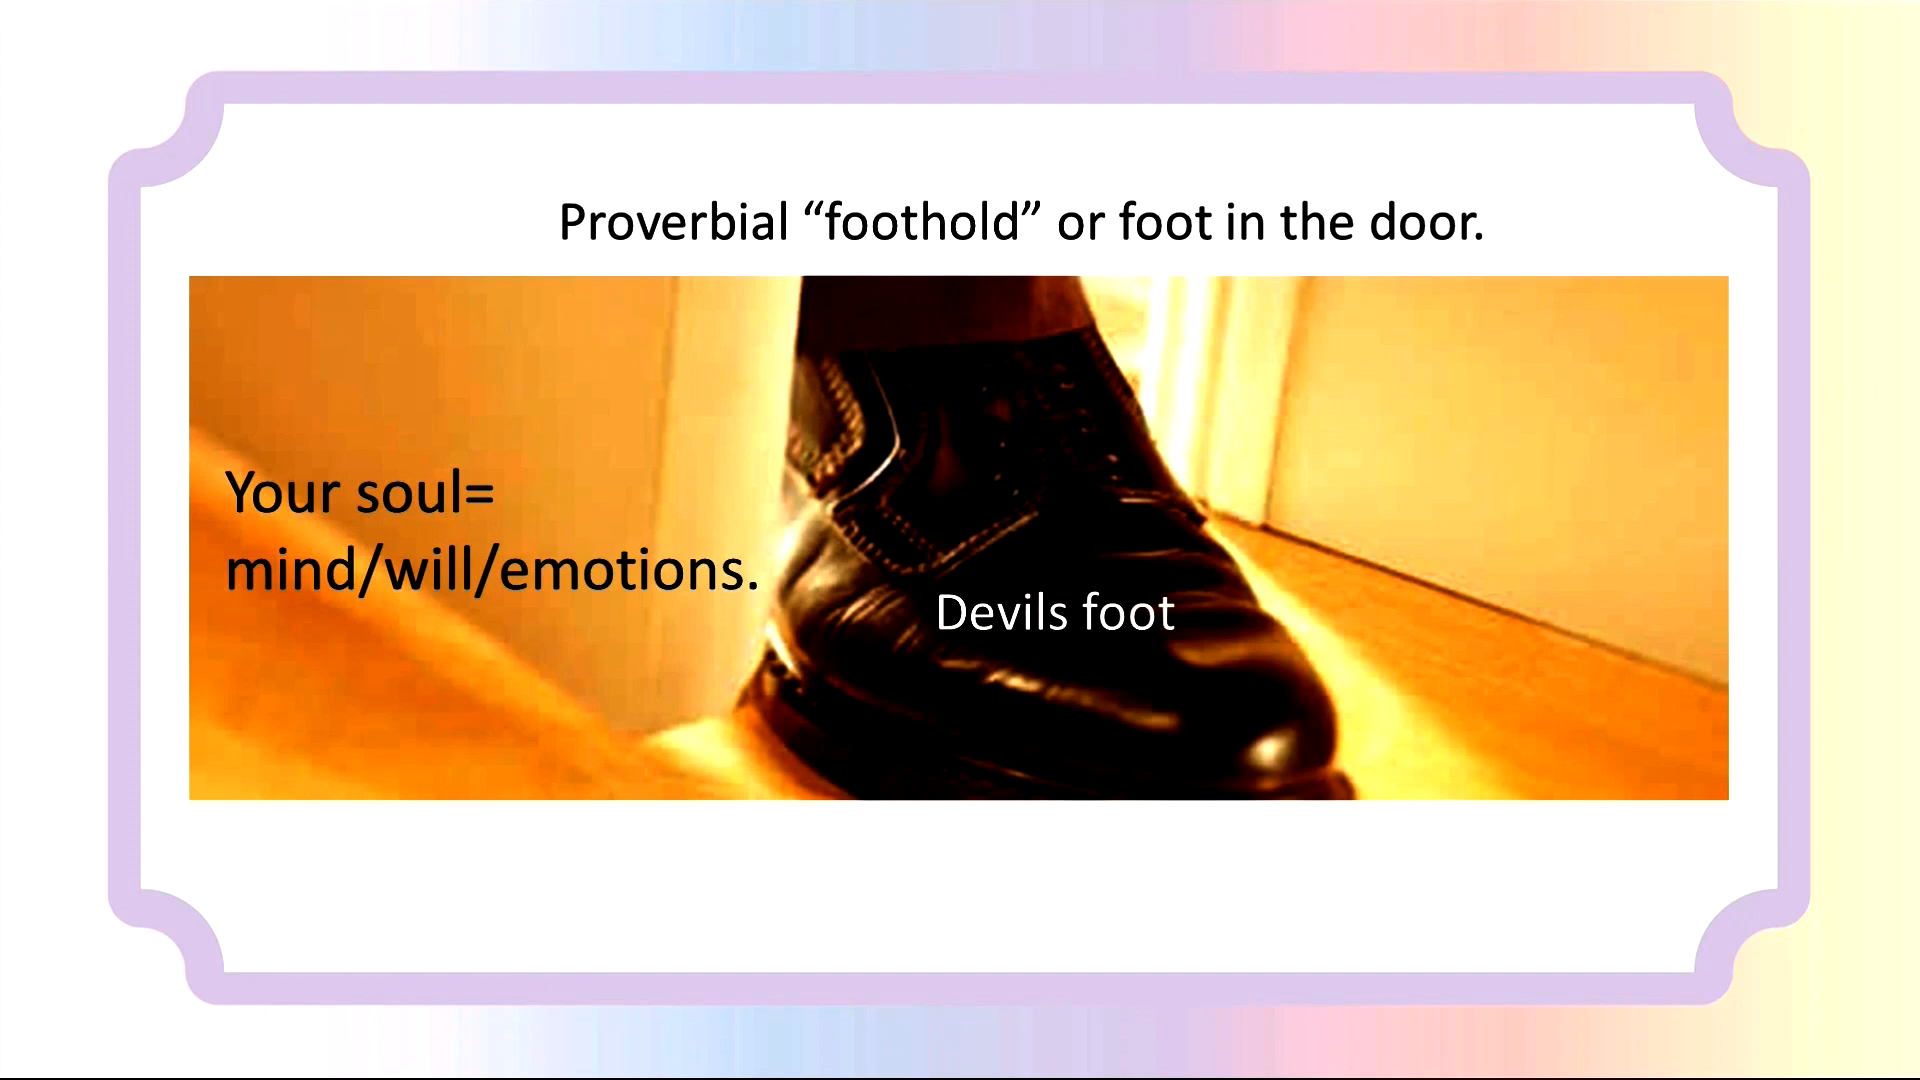 Proverbial “foothold” or foot in the door.
Your soul=
mind/will/emotions.
Devils foot